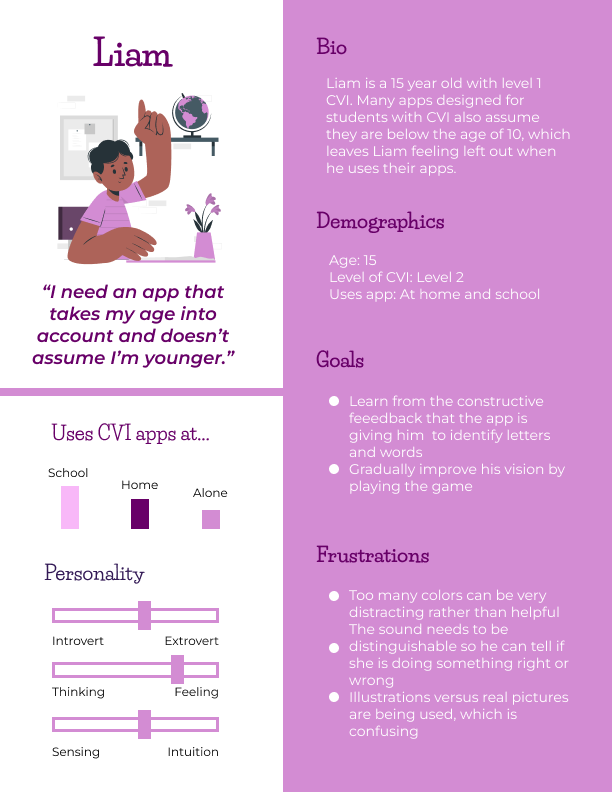 Liam
“I need an app that
takes my age into
account and doesn’t
assume I’m younger.”
Uses CVI apps at...
School
Home
Alone
Personality
Introvert Extrovert
Thinking Feeling
Sensing Intuition
Bio
Liam is a 15 year old with level 1
CVI. Many apps designed for
students with CVI also assume
they are below the age of 10, which
leaves Liam feeling left out when
he uses their apps.
Demographics
Age: 15
Level of CVI: Level 2
Uses app: At home and school
Goals
Learn from the constructive
feeedback that the app is
giving him to identify letters
and words
Gradually improve his vision by
playing the game
Frustrations
Too many colors can be very
distracting rather than helpful
The sound needs to be
distinguishable so he can tell if
she is doing something right or
wrong
Illustrations versus real pictures
are being used, which is
confusing